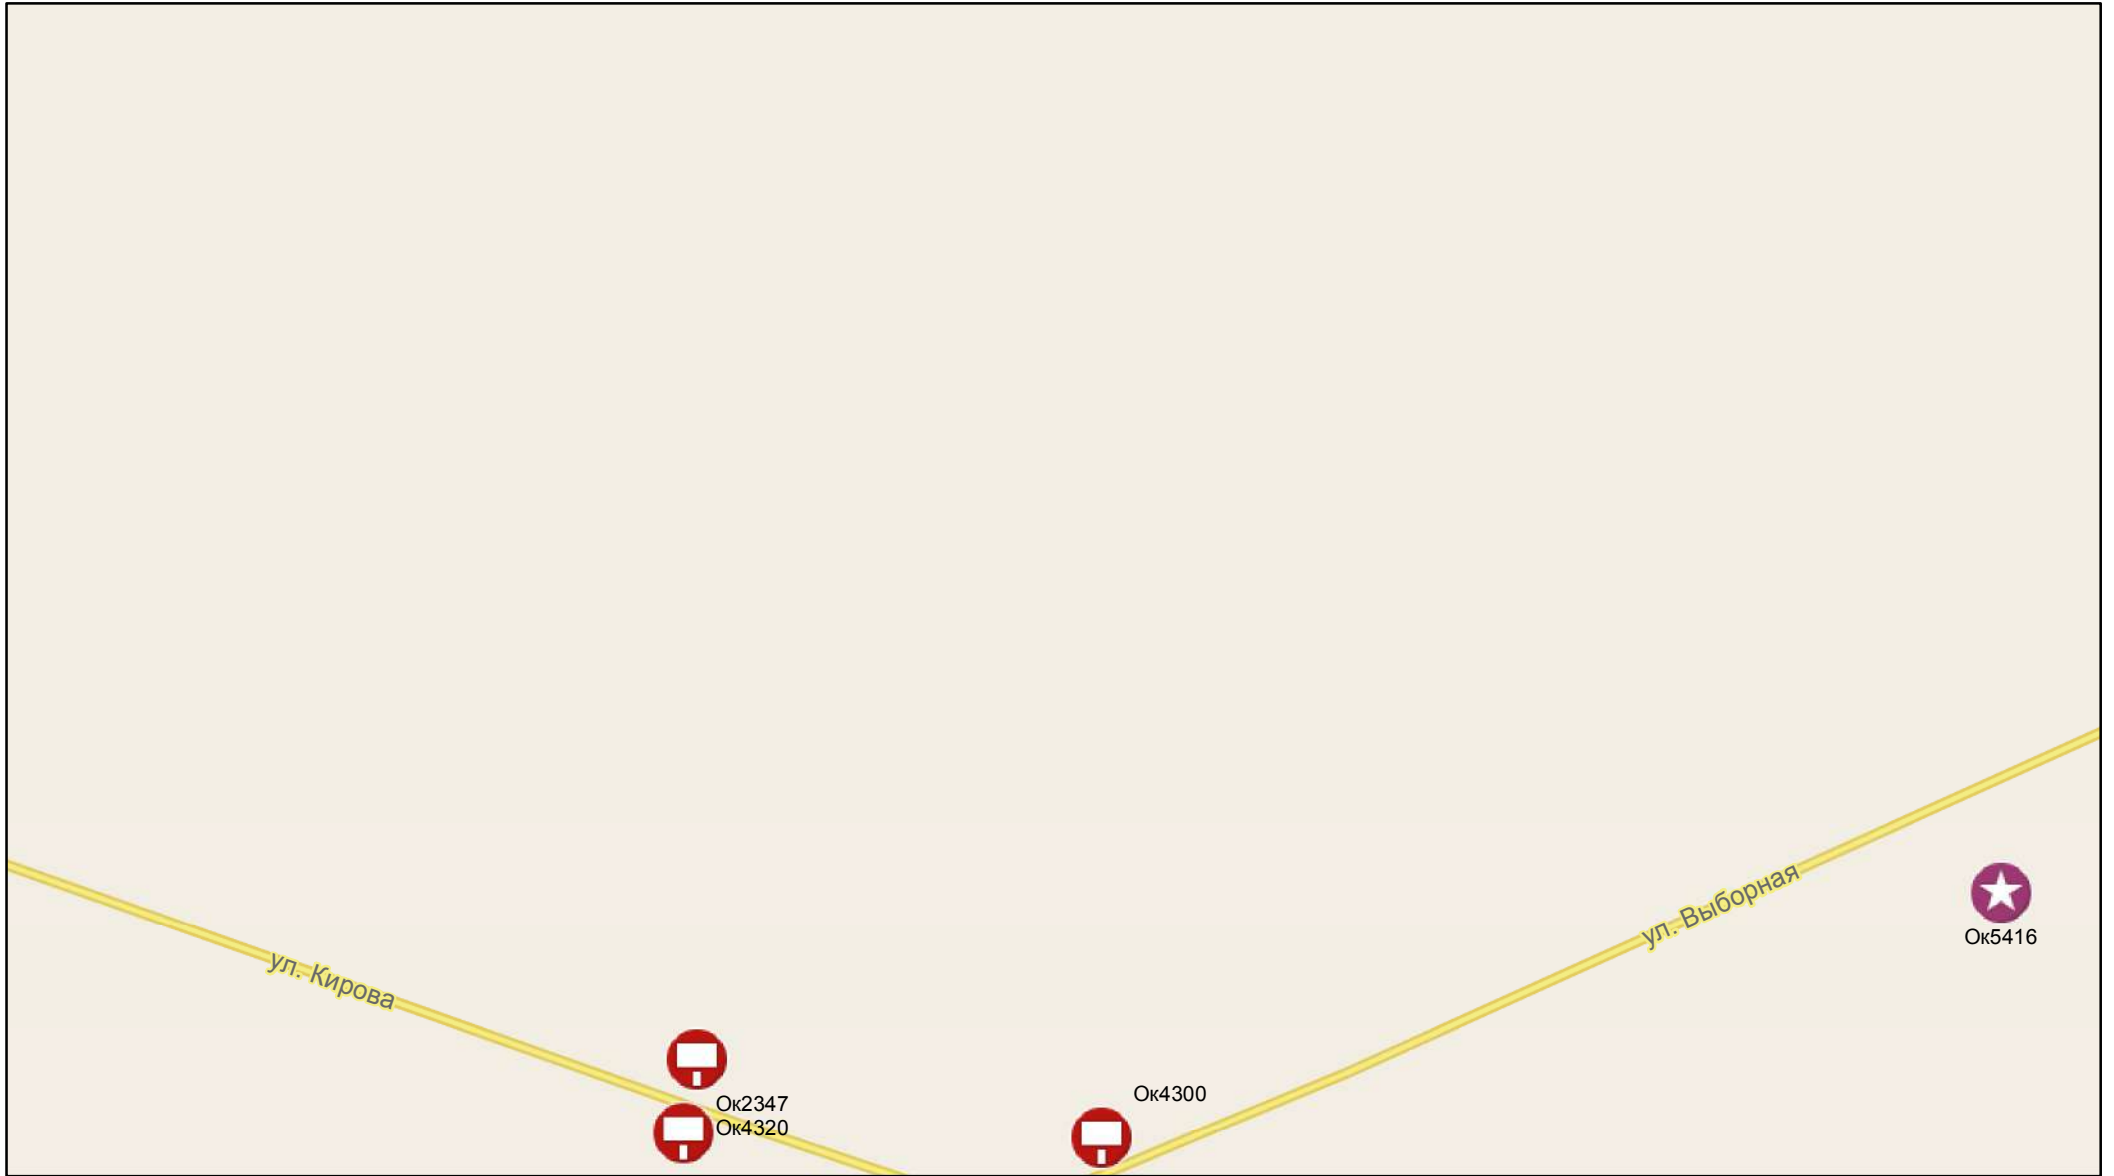 ул. Выборная
Ок5416
ул. Кирова
Ок4300
Ок2347
Ок4320